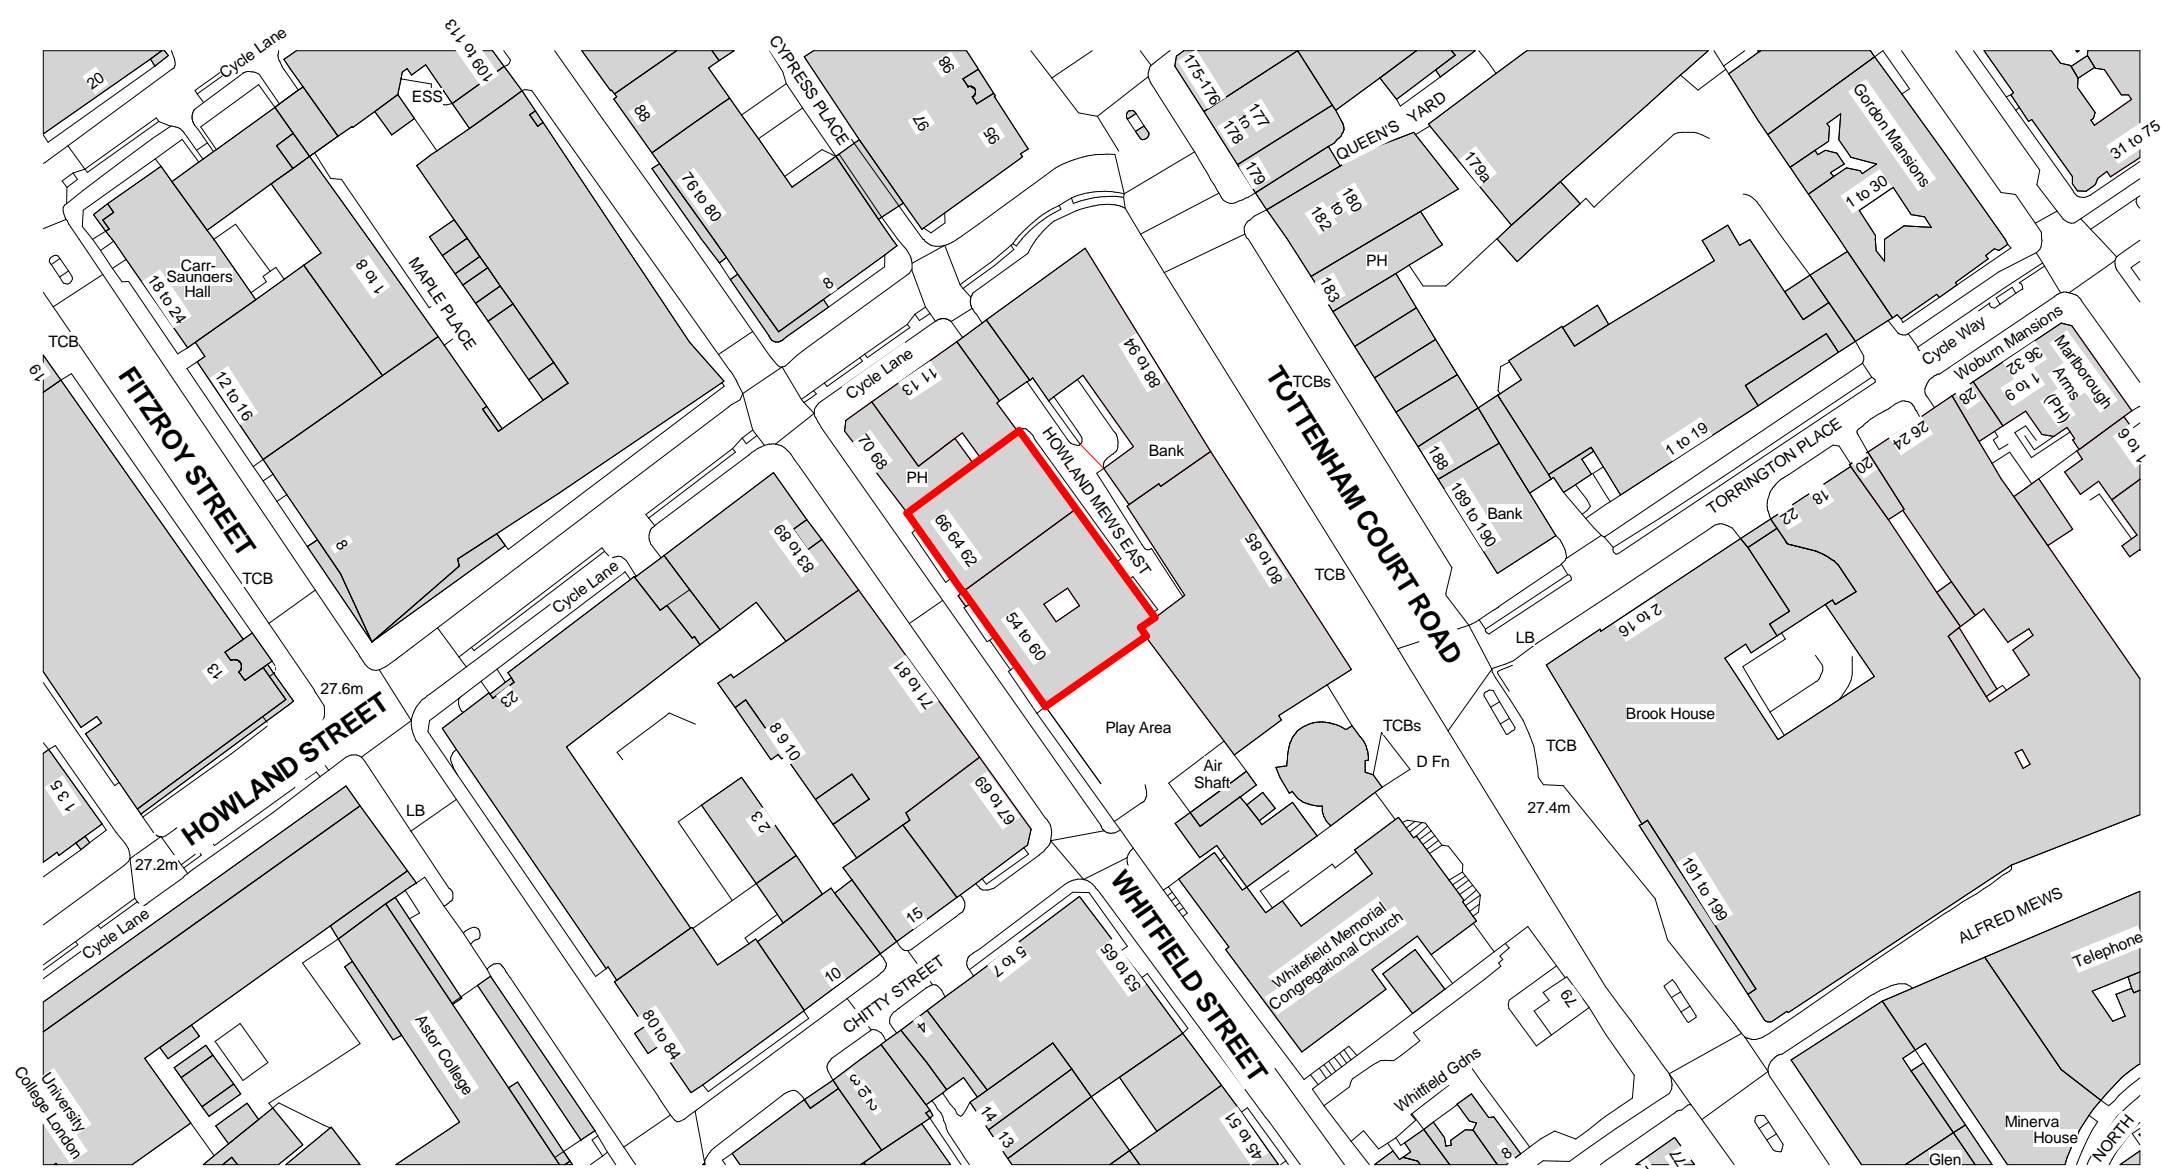 20
Cycle Lane
109 to 113
ESS
CYPRESS PLACE
98
97
95
88
76 to 80
8
175-176
177
to
178
179
QUEEN'S YARD
179a
180
to
182
PH
183
Gordon Mansions
1 to 30
31 to 75
Carr-
Saunders
Hall
18 to 24
1 to 8
MAPLE PLACE
TCB
19
FITZROY STREET
12 to 16
8
TCB
13
27.6m
HOWLAND STREET
1 3 5
27.2m
Cycle Lane
LB
Cycle Lane
11 13
70 68
PH
Cycle Lane
83 to 89
66 64 62
54 to 60
HOWLAND MEWS EAST
88 to 94
Bank
80 to 85
TOTTENHAM COURT ROAD
TCBs
TCB
188
189 to 190
Bank
1 to 19
TORRINGTON PLACE
Cycle Way
Woburn Mansions
36 32
1 to 9
Marlborough
Arms
(PH)
28
26 24
20
18
22
1 to 6
2 to 16
LB
Brook House
TCB
TCBs
D Fn
27.4m
Play Area
Air
Shaft
71 to 81
8 9 10
23
2 3
67 to 69
15
10
CHITTY STREET
5 to 7
53 to 65
4
80 to 84
WHITFIELD STREET
Whitefield Memorial
Congregational Church
79
Whitfield Gdns
191 to 199
ALFRED MEWS
Telephone
Minerva
House
NORTH
Glen
Astor College
University
College London
14
13
45 to 51
8